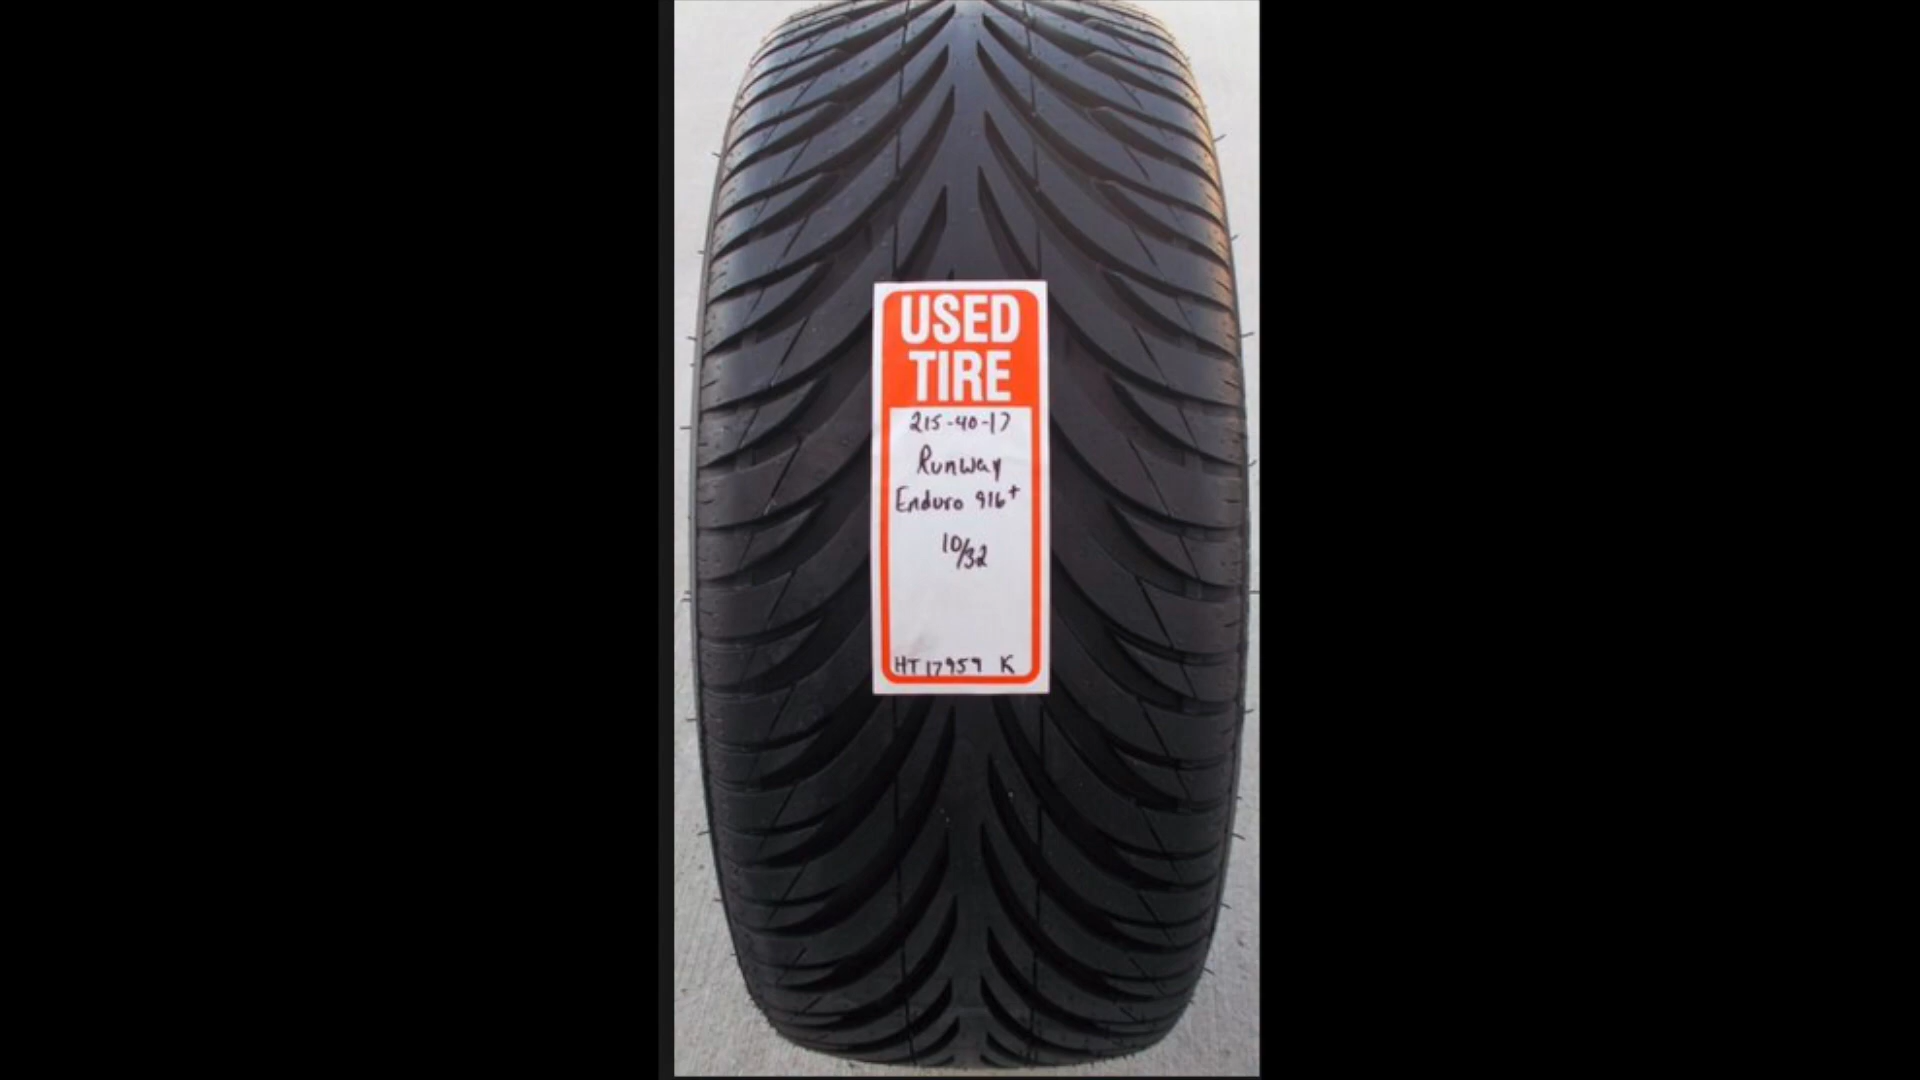 USED
TIRE
215-40-17
Runway
Enduro 916+
10/32
HT17959 K